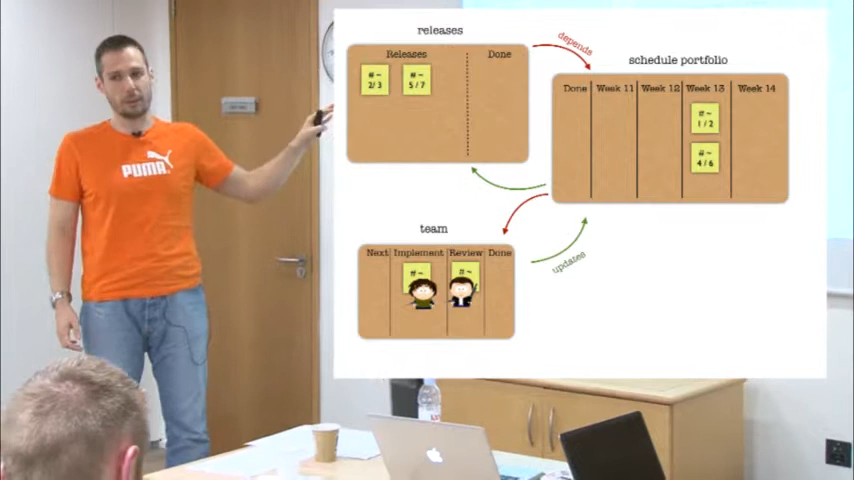 releases
Releases
Done
#~
2/3
#~
5/7
depends
schedule portfolio
Done
Week 11
Week 12
Week 13
Week 14
#~
1/2
#~
4/6
team
Next
Implement
Review
Done
#~
#~
updates
PUMA